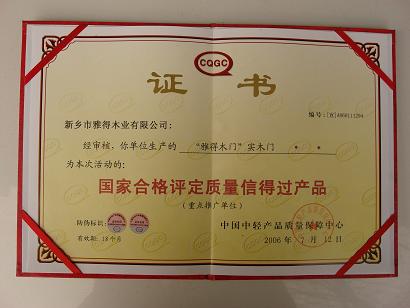 CQGC
证书
编号:[宜]A060111294
新乡市雅得木业有限公司:
经审核,你单位生产的 “雅得木门”实木门
为本次活动的:
国家合格评定质量信得过产品
(重点推广单位)
防伪标识:
有效期:18个月
中国中轻产品质量保障中心
2006年7月12日